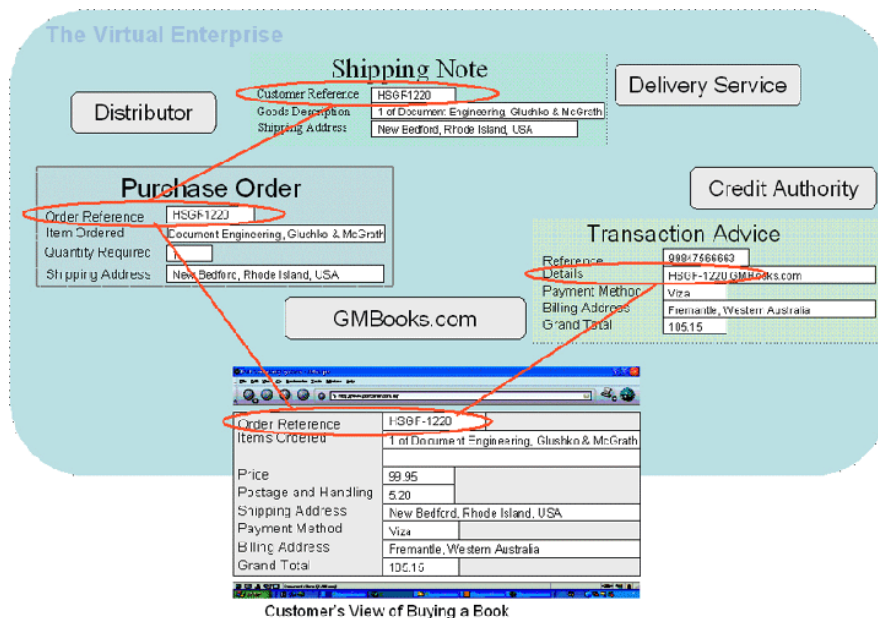 The Virtual Enterprise
Shipping Note
Customer Reference HSGF1220
Goods Description 1 of Document Engineering, Glushko & McGrath
Shipping Address New Bedford, Rhode Island, USA
Delivery Service
Distributor
Purchase Order
Order Reference HSGF1220
Item Ordered Document Engineering, Glushko & McGrath
Quantity Required 1
Shipping Address New Bedford, Rhode Island, USA
Credit Authority
Transaction Advice
Reference 99847566663
Details HSGF-1220 GMBooks.com
Payment Method Viza
Billing Address Fremantle, Western Australia
Grand Total 105.15
GMBooks.com
Order Reference HSGF-1220
Items Ordered 1 of Document Engineering, Glushko & McGrath
Price 99.95
Postage and Handling 5.20
Shipping Address New Bedford, Rhode Island, USA
Payment Method Viza
Billing Address Fremantle, Western Australia
Grand Total 105.15
Customer's View of Buying a Book